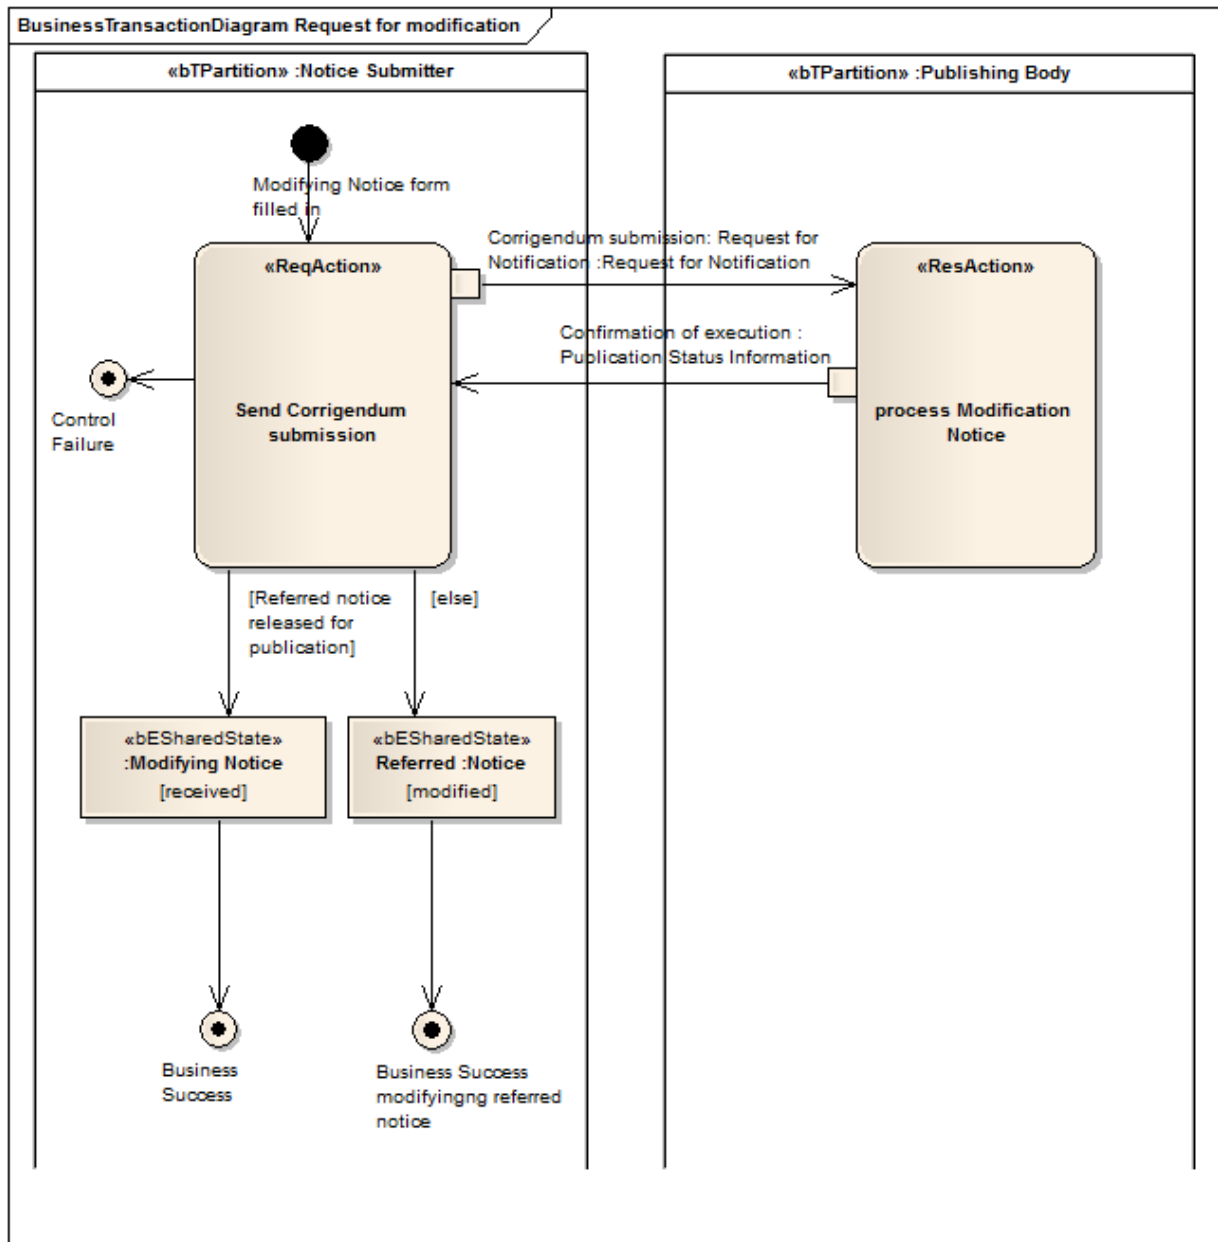 BusinessTransactionDiagram Request for modification
«bTPartition» :Notice Submitter
«bTPartition» :Publishing Body
Modifying Notice form
filled in
Corrigendum submission: Request for
Notification :Request for Notification
«ReqAction»
«ResAction»
Confirmation of execution :
Publication Status Information
Send Corrigendum
submission
process Modification
Notice
Control
Failure
[Referred notice
released for
publication]
[else]
«bESharedState»
:Modifying Notice
[received]
«bESharedState»
Referred :Notice
[modified]
Business
Success
Business Success
modifyingng referred
notice